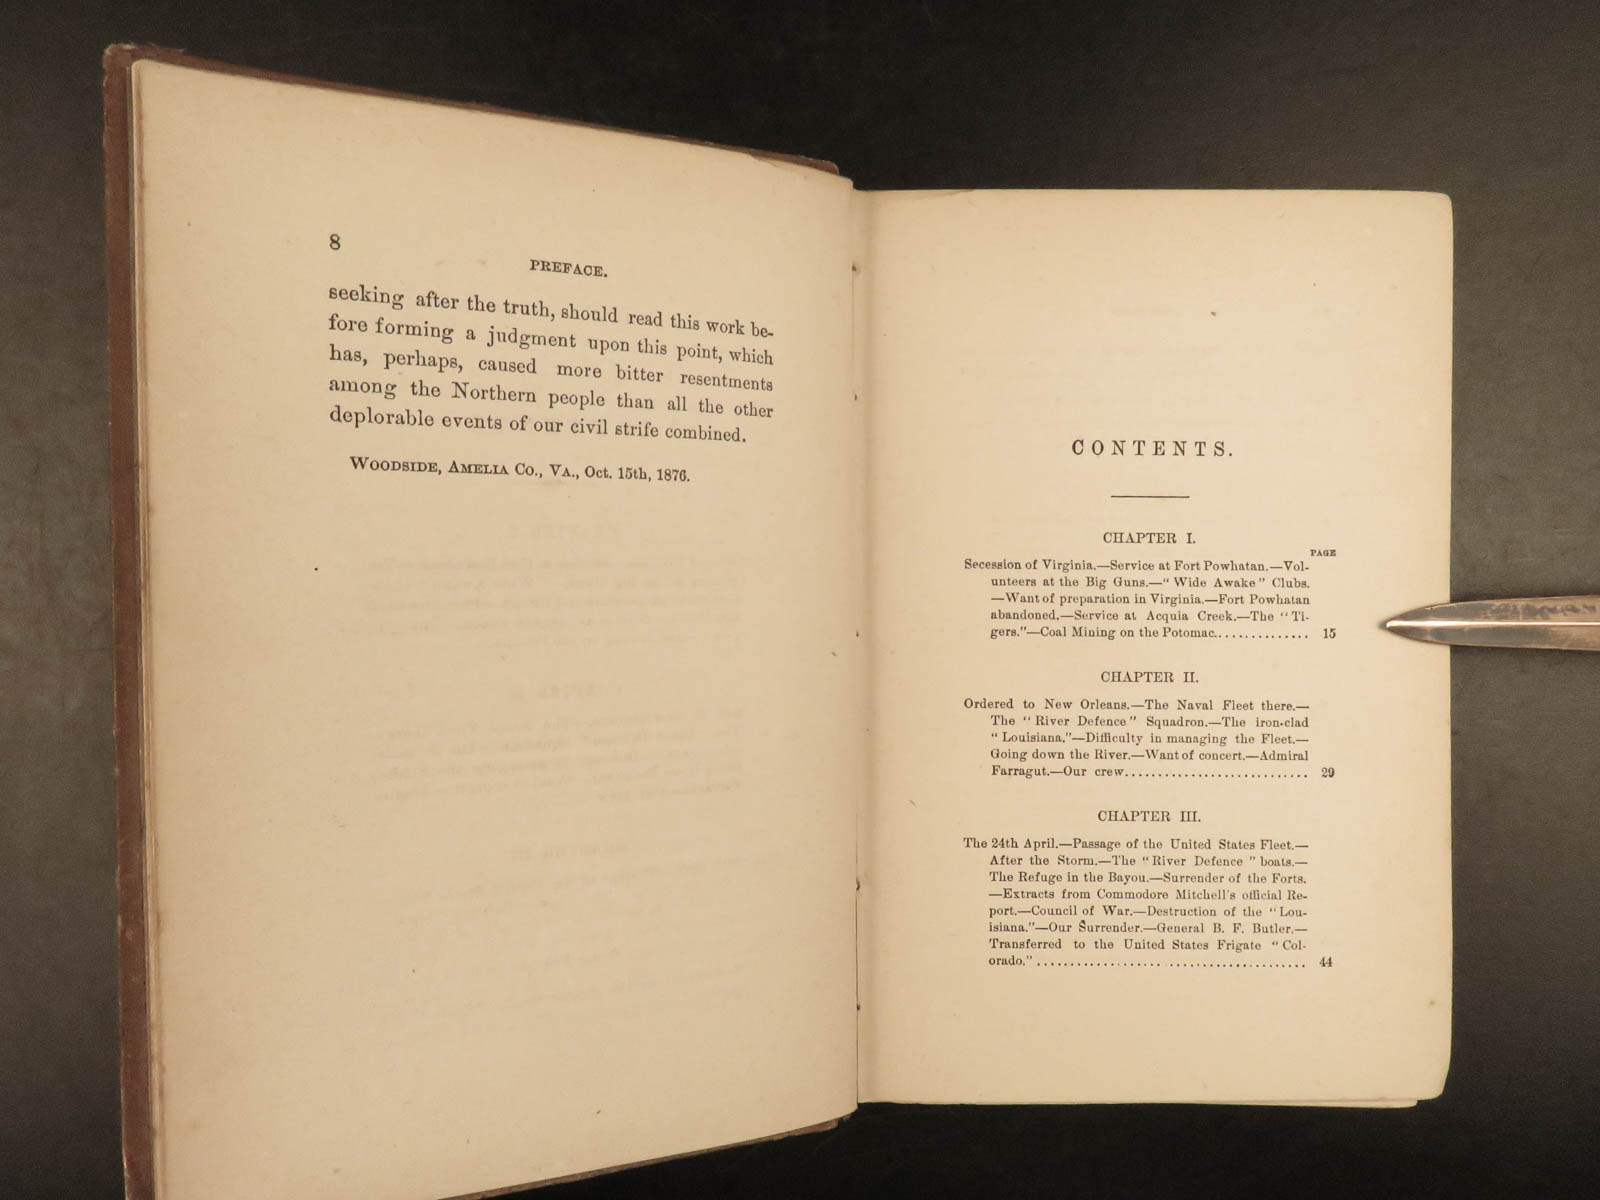 8
PREFACE.
seeking after the truth, should read this work be-
fore forming a judgment upon this point, which
has, perhaps, caused more bitter resentments
among the Northern people than all the other
deplorable events of our civil strife combined.
WOODSIDE, AMELIA CO., VA., Oct. 15th, 1876.
CONTENTS.
CHAPTER I.
PAGE
Secession of Virginia.—Service at Fort Powhatan.—Vol-
unteers at the Big Guns.—“Wide Awake” Clubs.
—Want of preparation in Virginia.—Fort Powhatan
abandoned.—Service at Acquia Creek.—The “Ti-
gers.”—Coal Mining on the Potomac............... 15
CHAPTER II.
Ordered to New Orleans.—The Naval Fleet there.—
The “River Defence” Squadron.—The iron-clad
“Louisiana.”—Difficulty in managing the Fleet.—
Going down the River.—Want of concert.—Admiral
Farragut.—Our crew............................ 29
CHAPTER III.
The 24th April.—Passage of the United States Fleet.—
After the Storm.—The “River Defence” boats.—
The Refuge in the Bayou.—Surrender of the Forts.
—Extracts from Commodore Mitchell's official Re-
port.—Council of War.—Destruction of the “Lou-
isiana.”—Our Surrender.—General B. F. Butler.—
Transferred to the United States Frigate “Col-
orado.” ........................................ 44